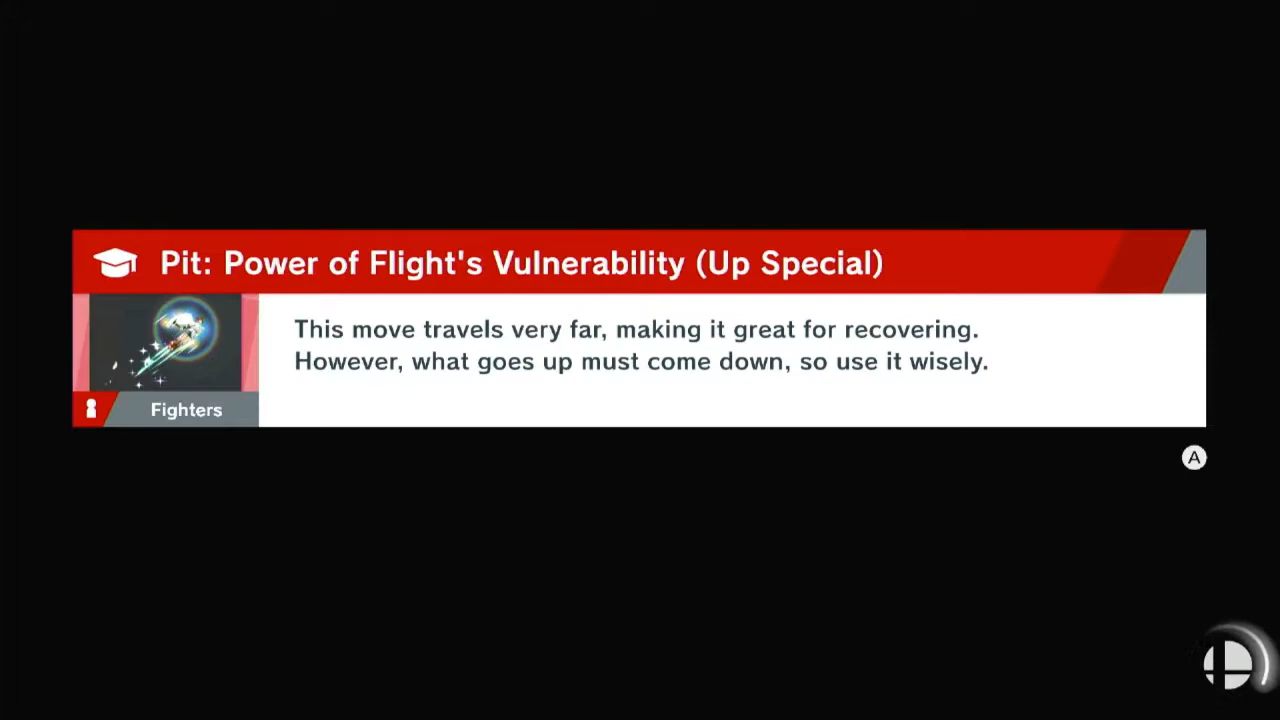 Pit: Power of Flight's Vulnerability (Up Special)
This move travels very far, making it great for recovering.
However, what goes up must come down, so use it wisely.
Fighters
A